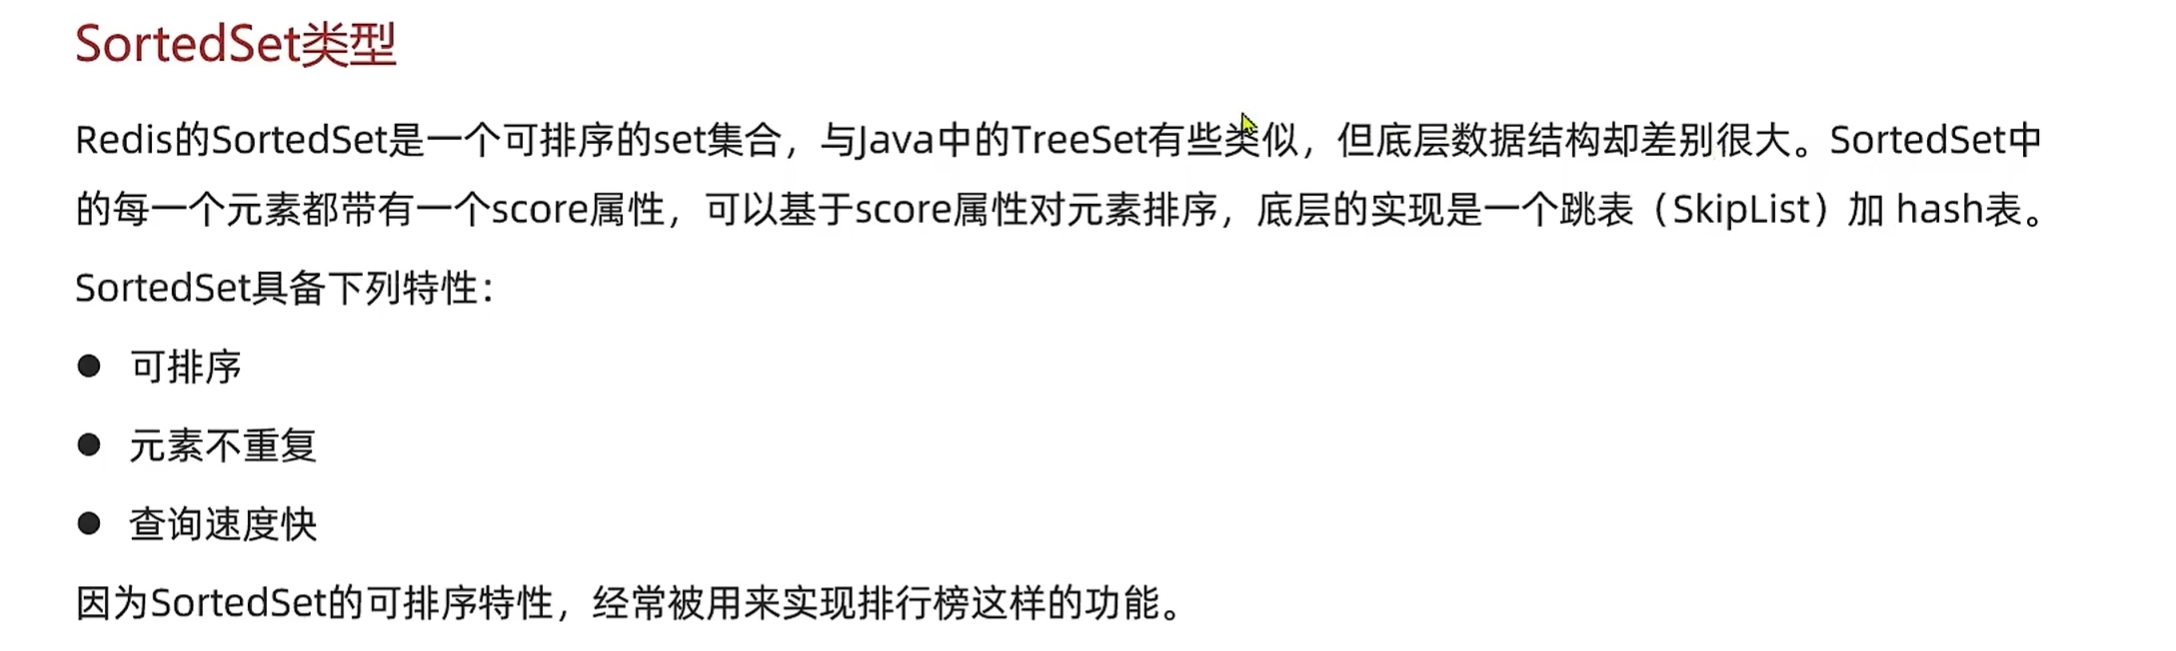 SortedSet类型
Redis的SortedSet是一个可排序的set集合，与Java中的TreeSet有些类似，但底层数据结构却差别很大。SortedSet中
的每一个元素都带有一个score属性，可以基于score属性对元素排序，底层的实现是一个跳表（SkipList）加 hash表。
SortedSet具备下列特性：
● 可排序
● 元素不重复
● 查询速度快
因为SortedSet的可排序特性，经常被用来实现排行榜这样的功能。